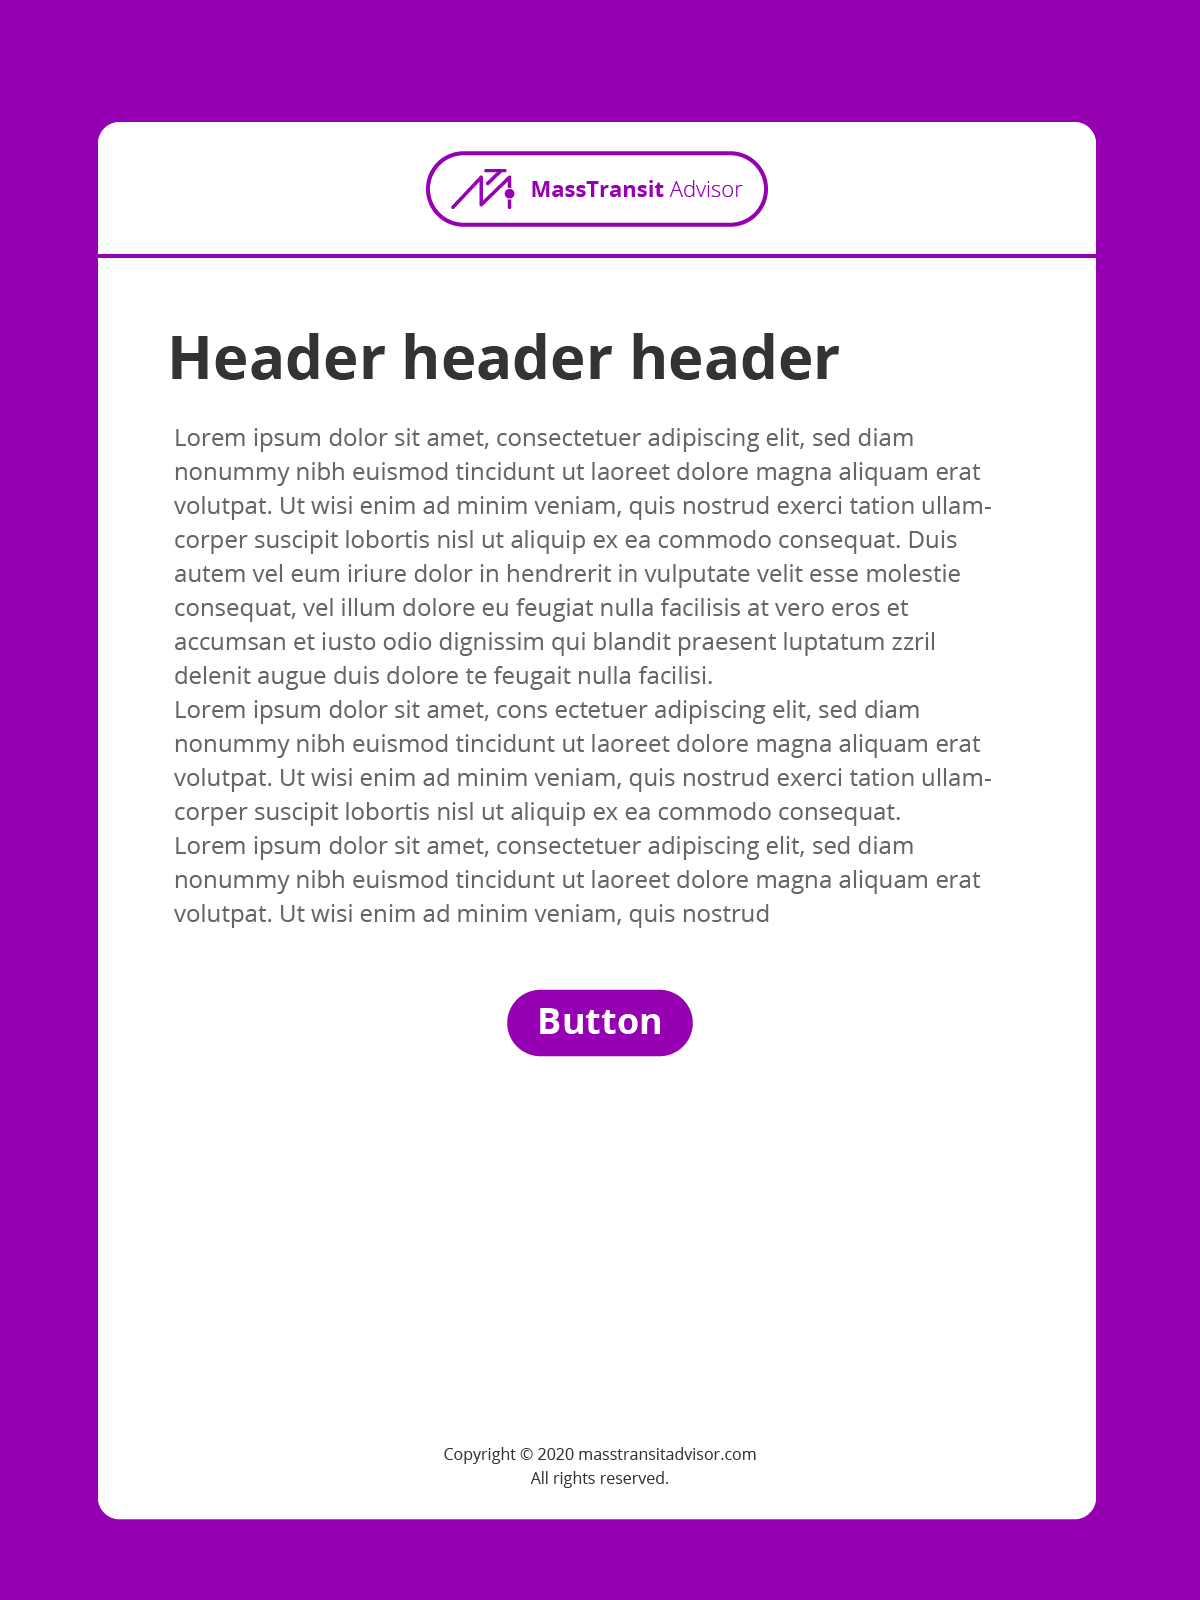 MassTransit Advisor
Header header header
Lorem ipsum dolor sit amet, consectetuer adipiscing elit, sed diam
nonummy nibh euismod tincidunt ut laoreet dolore magna aliquam erat
volutpat. Ut wisi enim ad minim veniam, quis nostrud exerci tation ullam-
corper suscipit lobortis nisl ut aliquip ex ea commodo consequat. Duis
autem vel eum iriure dolor in hendrerit in vulputate velit esse molestie
consequat, vel illum dolore eu feugiat nulla facilisis at vero eros et
accumsan et iusto odio dignissim qui blandit praesent luptatum zzril
delenit augue duis dolore te feugait nulla facilisi.
Lorem ipsum dolor sit amet, cons ectetuer adipiscing elit, sed diam
nonummy nibh euismod tincidunt ut laoreet dolore magna aliquam erat
volutpat. Ut wisi enim ad minim veniam, quis nostrud exerci tation ullam-
corper suscipit lobortis nisl ut aliquip ex ea commodo consequat.
Lorem ipsum dolor sit amet, consectetuer adipiscing elit, sed diam
nonummy nibh euismod tincidunt ut laoreet dolore magna aliquam erat
volutpat. Ut wisi enim ad minim veniam, quis nostrud
Button
Copyright © 2020 masstransitadvisor.com
All rights reserved.